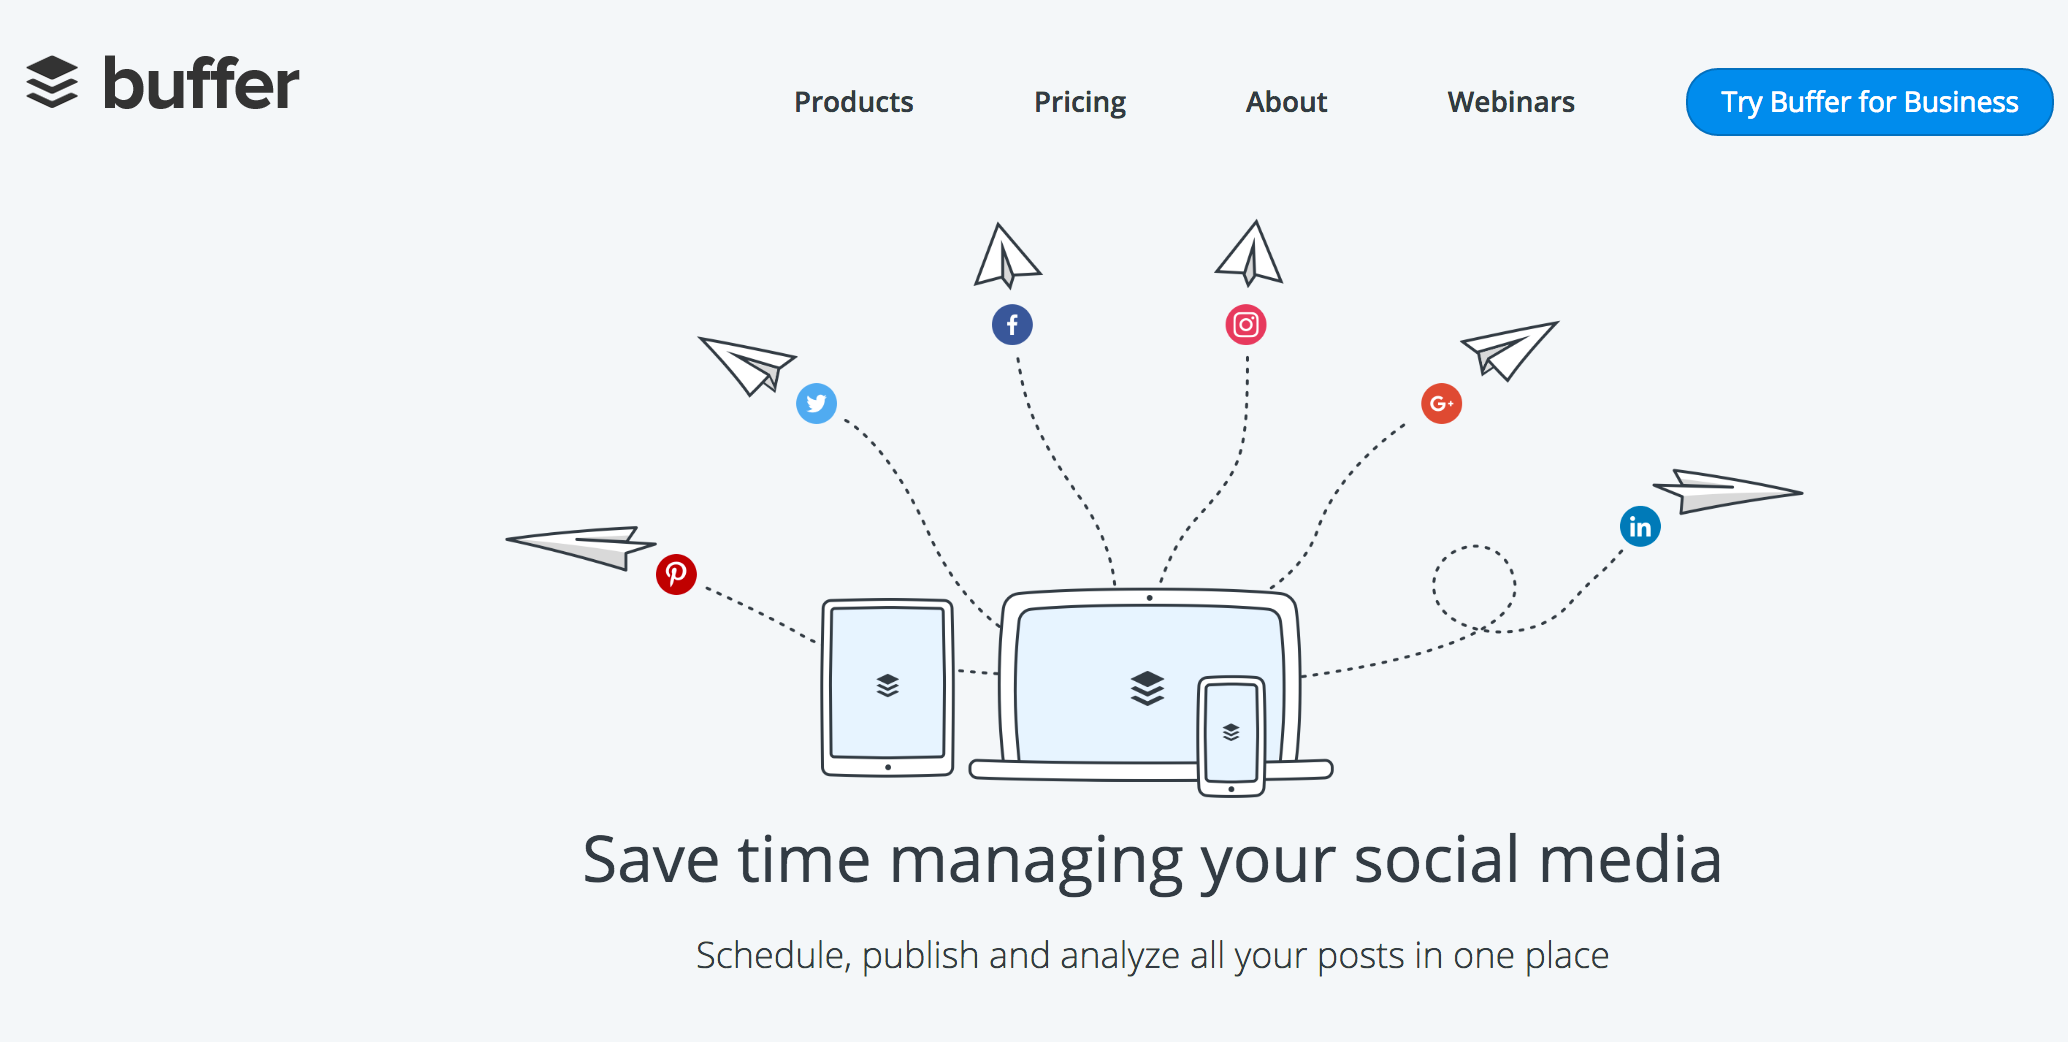 buffer
Products Pricing About Webinars Try Buffer for Business
f
G+
in
Save time managing your social media
Schedule, publish and analyze all your posts in one place